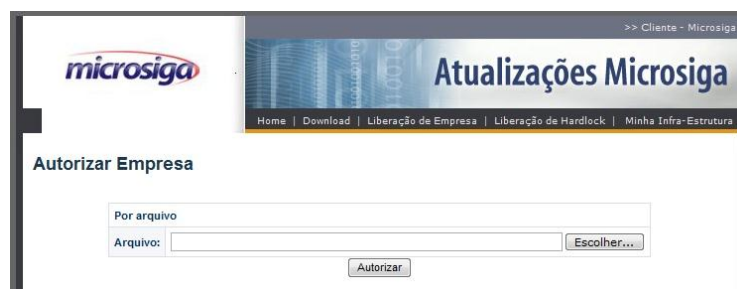 >> Cliente - Microsiga
microsiga
Atualizações Microsiga
Home | Download | Liberação de Empresa | Liberação de Hardlock | Minha Infra-Estrutura
Autorizar Empresa
Por arquivo
Arquivo: Escolher...
Autorizar